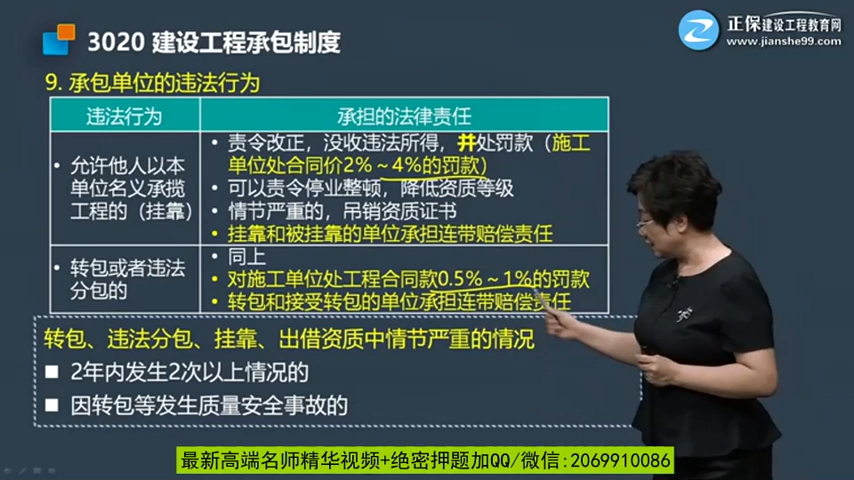 3020 建设工程承包制度
正保建设工程教育网
www.jianshe99.com
9. 承包单位的违法行为
违法行为
承担的法律责任
• 允许他人以本
单位名义承揽
工程的（挂靠）
• 责令改正，没收违法所得，并处罚款（施工
单位处合同价2%～4%的罚款）
• 可以责令停业整顿，降低资质等级
• 情节严重的，吊销资质证书
• 挂靠和被挂靠的单位承担连带赔偿责任
• 转包或者违法
分包的
• 同上
• 对施工单位处工程合同款0.5%～1%的罚款
• 转包和接受转包的单位承担连带赔偿责任
转包、违法分包、挂靠、出借资质中情节严重的情况
■ 2年内发生2次以上情况的
■ 因转包等发生质量安全事故的
最新高端名师精华视频+绝密押题加QQ/微信:2069910086